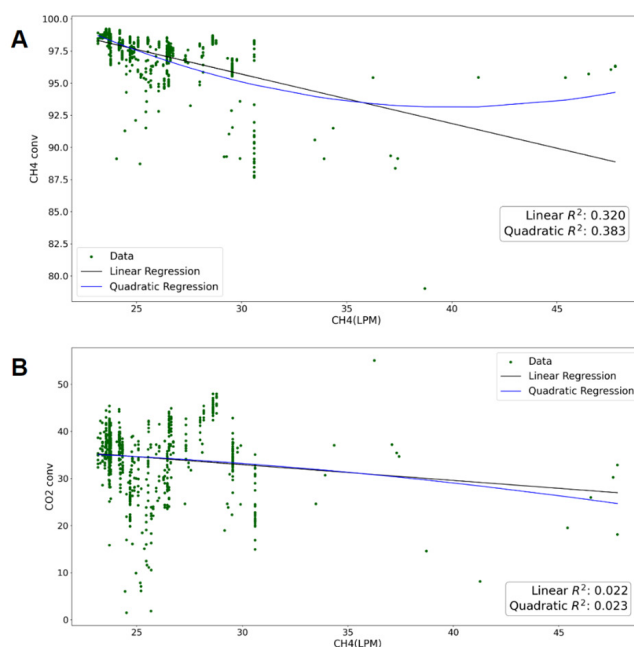 A
100.0
97.5
95.0
92.5
90.0
87.5
85.0
82.5
80.0
CH4 conv
Linear R²: 0.320
Quadratic R²: 0.383
Data
Linear Regression
Quadratic Regression
25 30 35 40 45
CH4(LPM)
B
Data
Linear Regression
Quadratic Regression
50
40
30
20
10
0
CO2 conv
Linear R²: 0.022
Quadratic R²: 0.023
25 30 35 40 45
CH4(LPM)